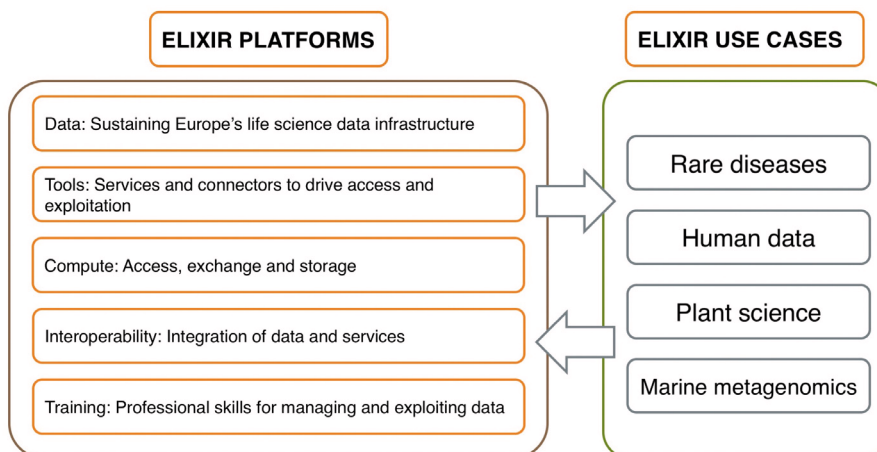 ELIXIR PLATFORMS
Data: Sustaining Europe’s life science data infrastructure
Tools: Services and connectors to drive access and
exploitation
Compute: Access, exchange and storage
Interoperability: Integration of data and services
Training: Professional skills for managing and exploiting data
ELIXIR USE CASES
Rare diseases
Human data
Plant science
Marine metagenomics